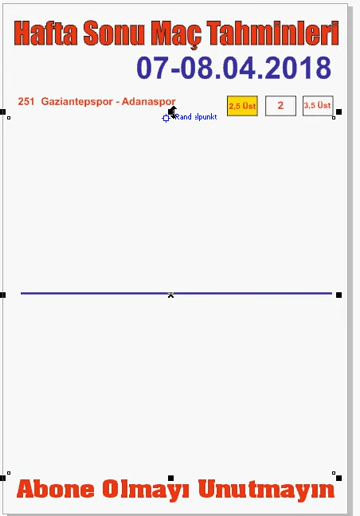 Hafta Sonu Maç Tahminleri
07-08.04.2018
251 Gaziantepspor - Adanaspor 2,5 Üst 2 3,5 Üst
Abone Olmayı Unutmayın